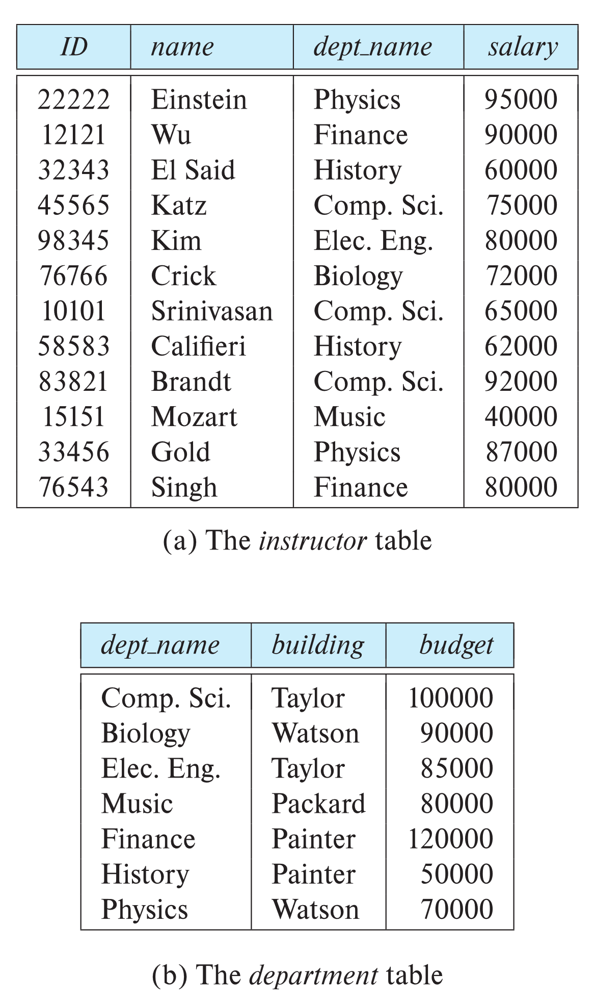 ID name dept_name salary
22222 Einstein Physics 95000
12121 Wu Finance 90000
32343 El Said History 60000
45565 Katz Comp. Sci. 75000
98345 Kim Elec. Eng. 80000
76766 Crick Biology 72000
10101 Srinivasan Comp. Sci. 65000
58583 Califieri History 62000
83821 Brandt Comp. Sci. 92000
15151 Mozart Music 40000
33456 Gold Physics 87000
76543 Singh Finance 80000
(a) The instructor table
dept_name building budget
Comp. Sci. Taylor 100000
Biology Watson 90000
Elec. Eng. Taylor 85000
Music Packard 80000
Finance Painter 120000
History Painter 50000
Physics Watson 70000
(b) The department table